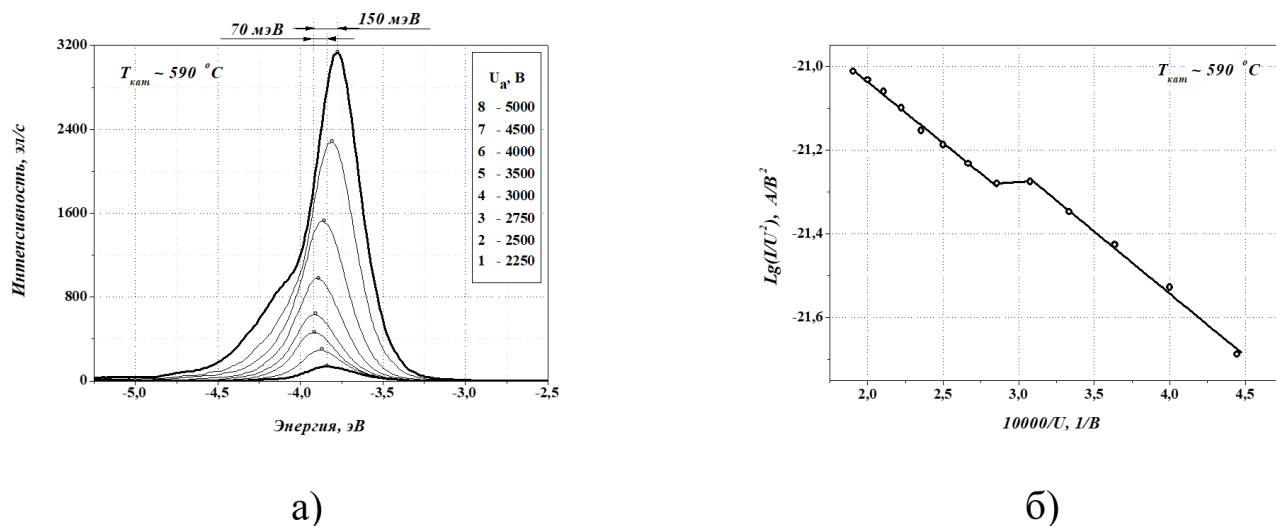 70 мэВ
150 мэВ
3200
2400
1600
800
0
Интенсивность, эл/с
T кат ~ 590 °C
Uа, В
8 - 5000
7 - 4500
6 - 4000
5 - 3500
4 - 3000
3 - 2750
2 - 2500
1 - 2250
-5,0
-4,5
-4,0
-3,5
-3,0
-2,5
Энергия, эВ
а)
-21,0
-21,2
-21,4
-21,6
Lg(I/U²), А/В²
T кат ~ 590 °C
2,0
2,5
3,0
3,5
4,0
4,5
10000/U, 1/В
б)